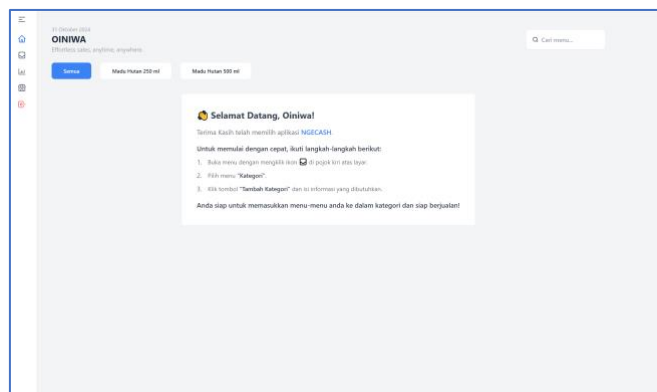 31 Oktober 2024
OINIWA
Effortless sales, anytime, anywhere.
Cari menu...
Semua
Madu Hutan 250 ml
Madu Hutan 500 ml
Selamat Datang, Oiniwa!
Terima Kasih telah memilih aplikasi NGECASH.
Untuk memulai dengan cepat, ikuti langkah-langkah berikut:
1. Buka menu dengan mengklik ikon di pojok kiri atas layar.
2. Pilih menu "Kategori".
3. Klik tombol "Tambah Kategori" dan isi informasi yang dibutuhkan.
Anda siap untuk memasukkan menu-menu anda ke dalam kategori dan siap berjualan!